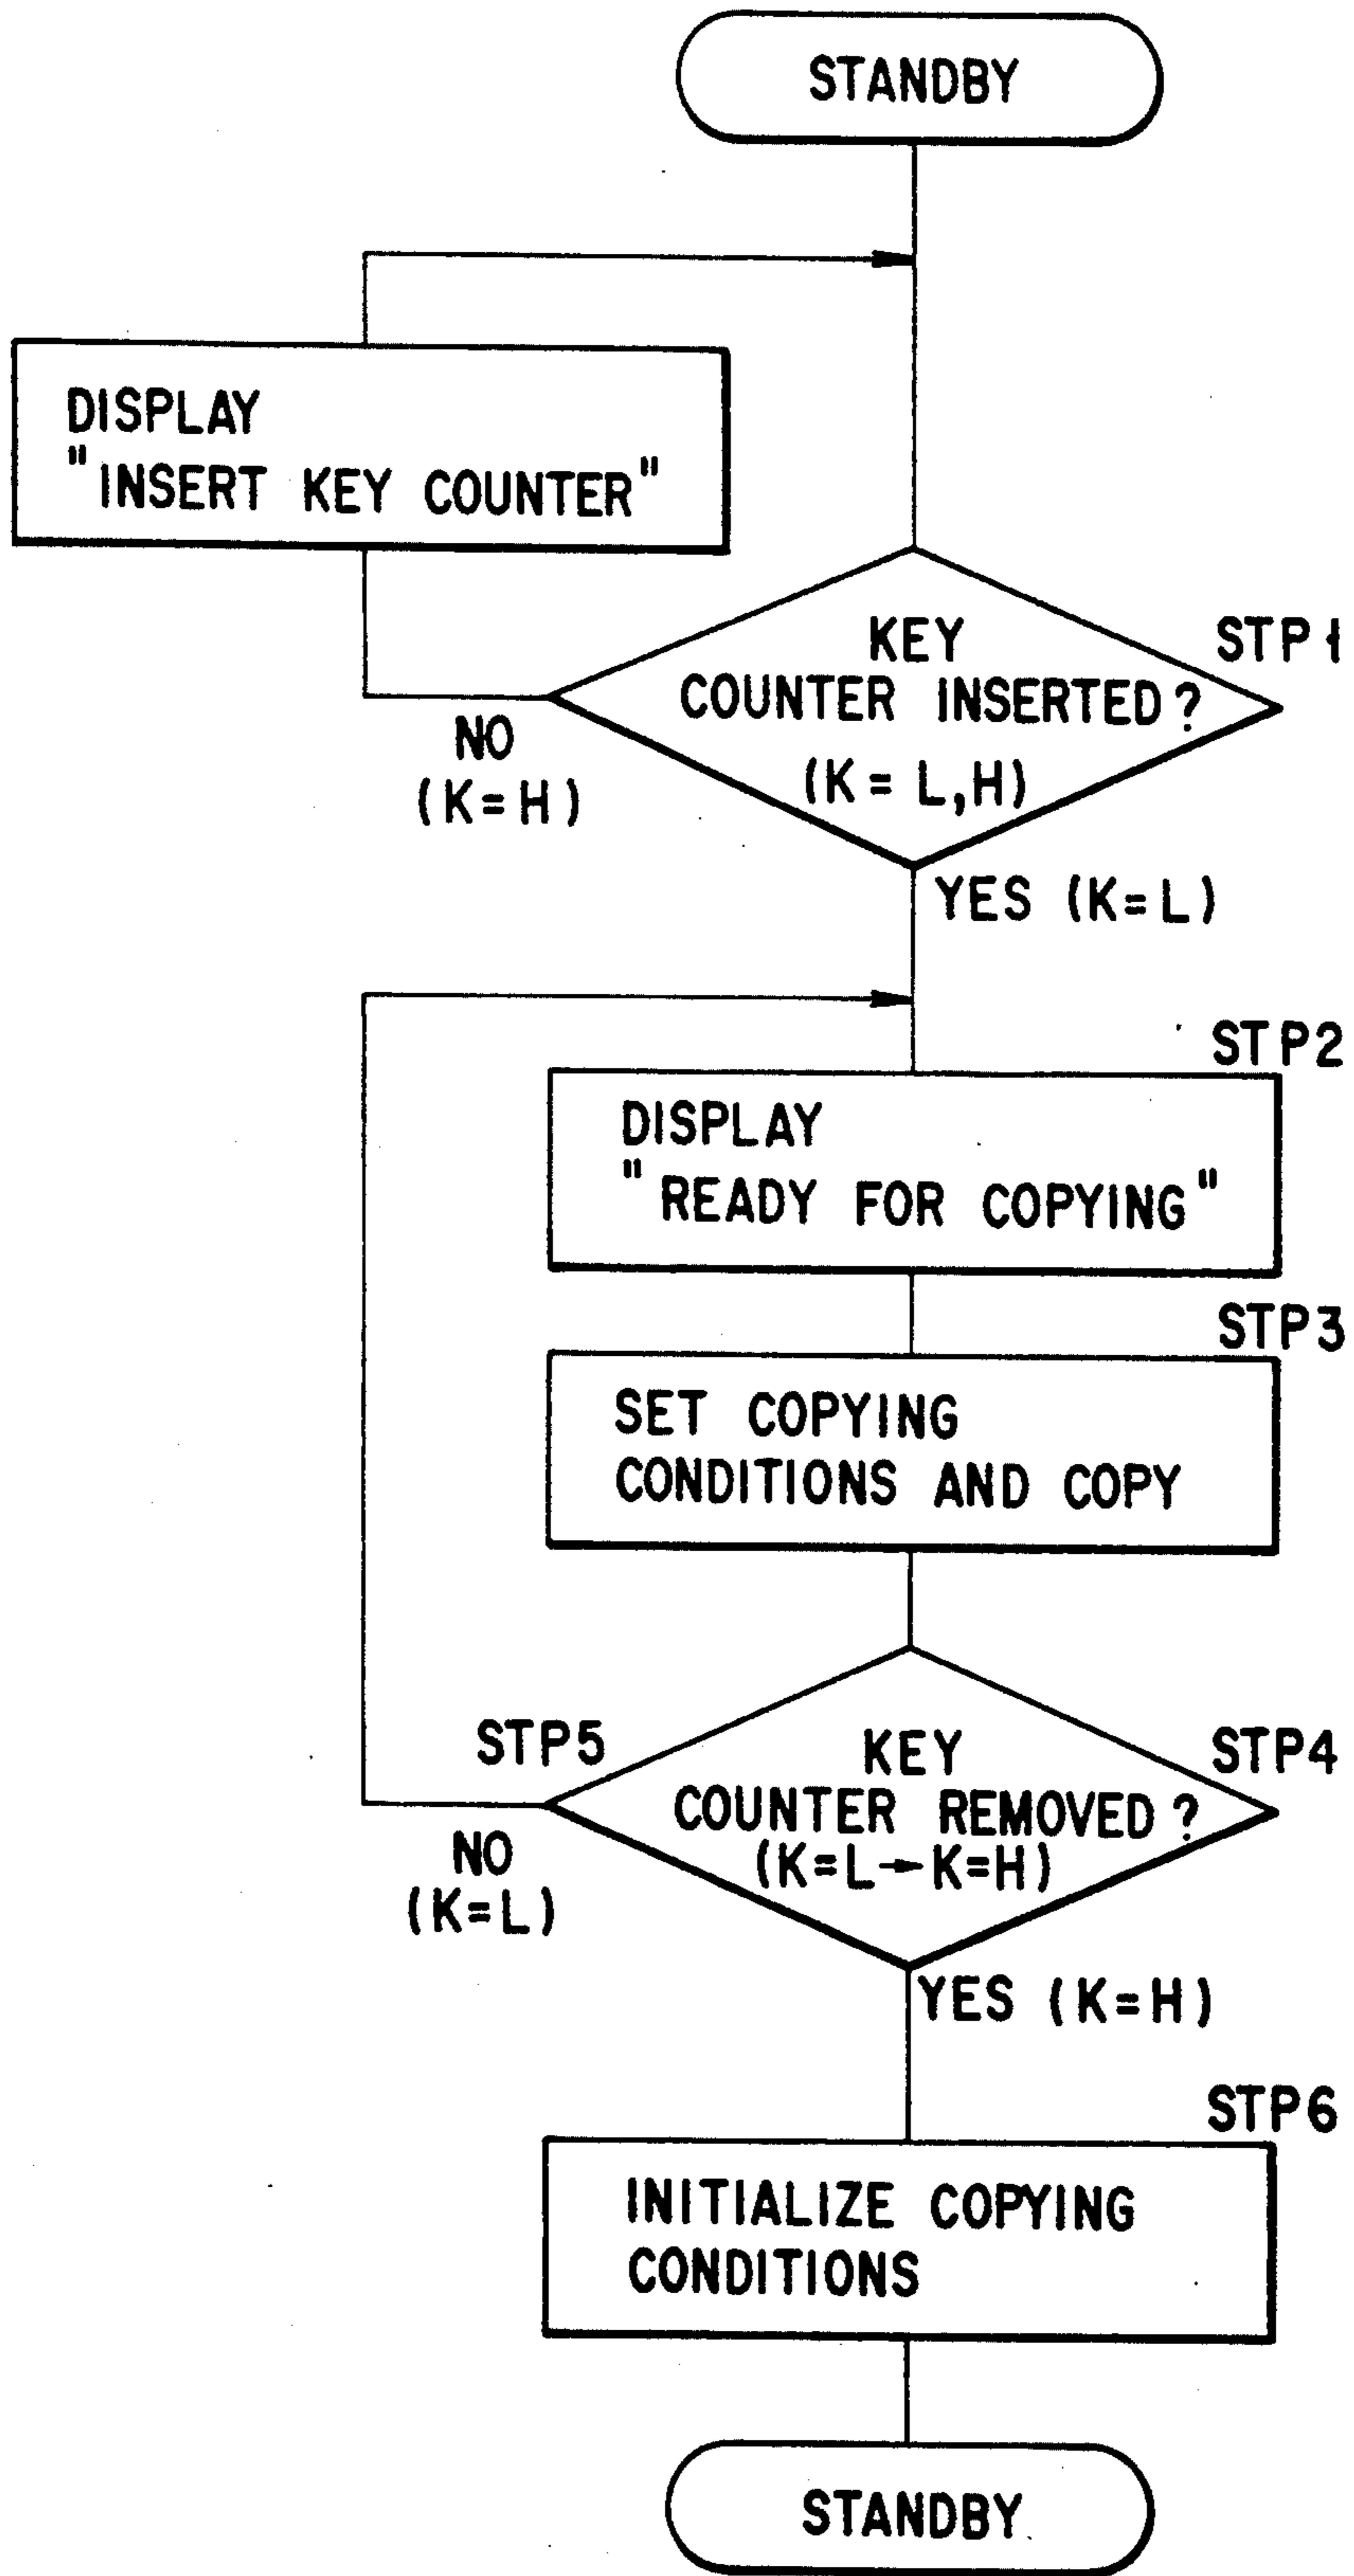 STANDBY
DISPLAY
"INSERT KEY COUNTER"
KEY
COUNTER INSERTED?
(K = L,H)
STP1
NO
(K=H)
YES (K=L)
STP2
DISPLAY
"READY FOR COPYING"
STP3
SET COPYING
CONDITIONS AND COPY
STP5
KEY
COUNTER REMOVED?
(K=L→K=H)
STP4
NO
(K=L)
YES (K=H)
STP6
INITIALIZE COPYING
CONDITIONS
STANDBY